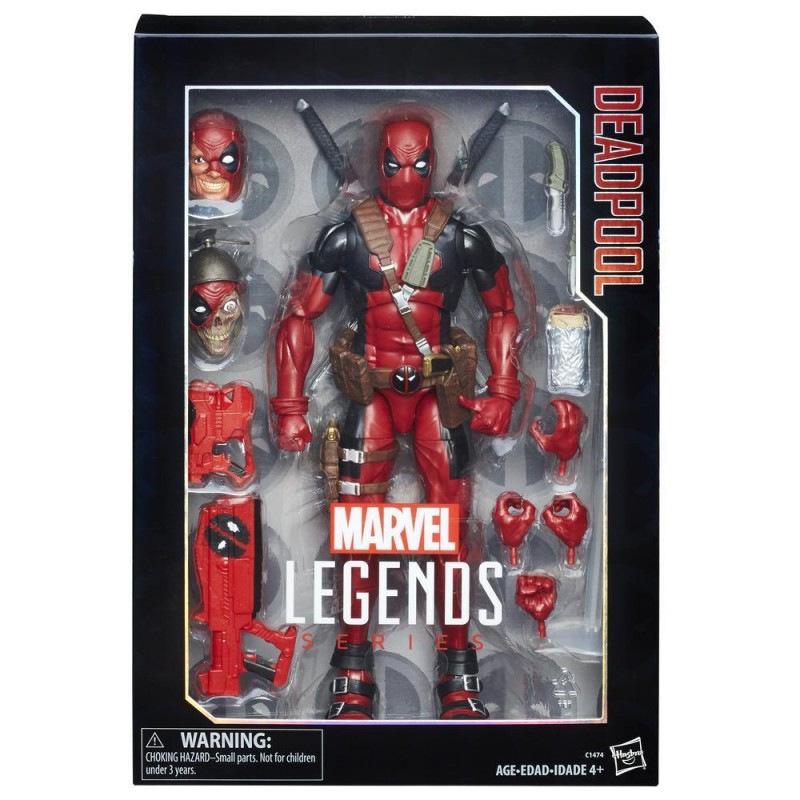 DEADPOOL
MARVEL
LEGENDS
SERIES
WARNING:
CHOKING HAZARD–Small parts. Not for children
under 3 years.
C1474
AGE•EDAD•IDADE 4+
Hasbro